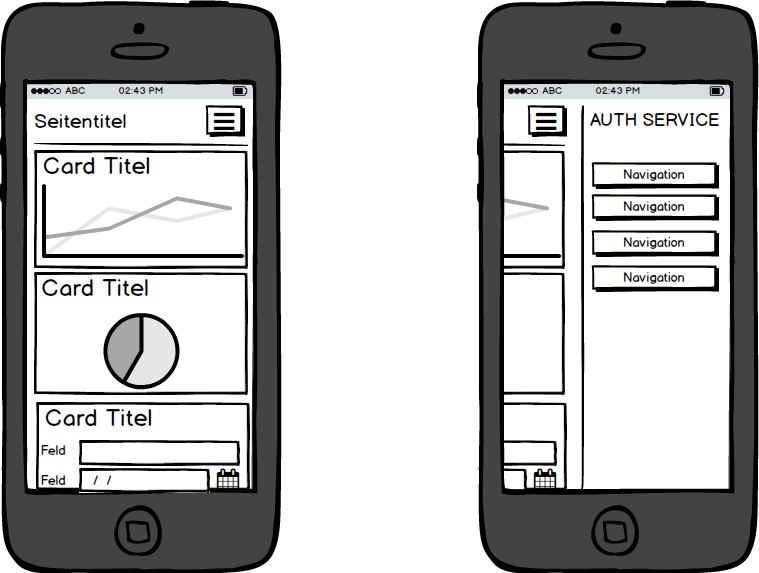 ABC 02:43 PM
Seitentitel
Card Titel
Card Titel
Card Titel
Feld
Feld / /
ABC 02:43 PM
AUTH SERVICE
Navigation
Navigation
Navigation
Navigation